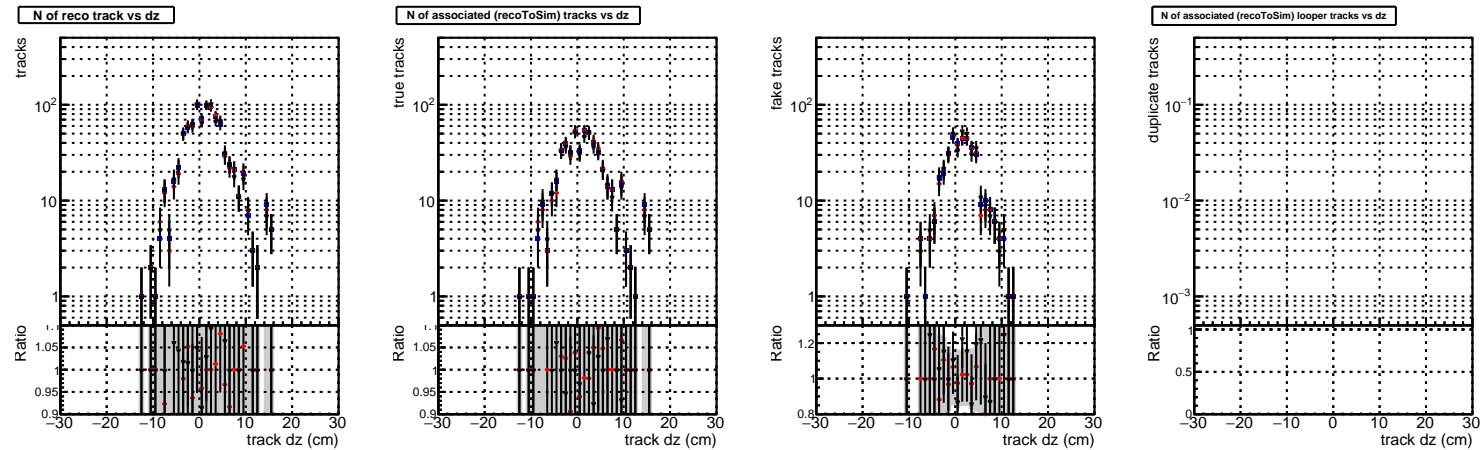 N of reco track vs dz
tracks
10²
10
1
Ratio
1.1
1.05
1
0.95
0.9
−30 −20 −10 0 10 20 30
track dz (cm)
N of associated (recoToSim) tracks vs dz
true tracks
10²
10
1
Ratio
1.1
1.05
1
0.95
0.9
−30 −20 −10 0 10 20 30
track dz (cm)
fake tracks
10²
10
1
Ratio
1.2
1
0.8
−30 −20 −10 0 10 20 30
track dz (cm)
N of associated (recoToSim) looper tracks vs dz
duplicate tracks
10⁻¹
10⁻²
10⁻³
Ratio
1
0.5
0
−30 −20 −10 0 10 20 30
track dz (cm)